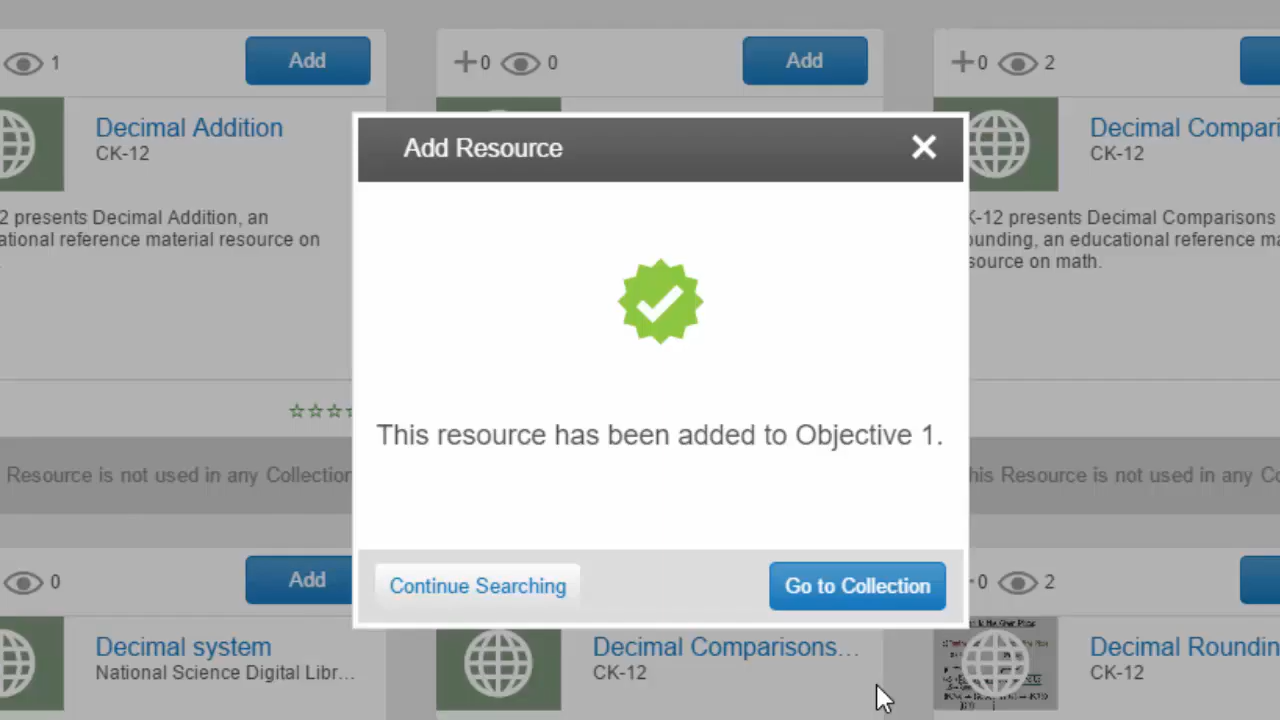 1
Add
0
0
Add
0
2
Decimal Addition
CK-12
Decimal Compari
CK-12
Add Resource
2 presents Decimal Addition, an
ational reference material resource on
K-12 presents Decimal Comparisons
ounding, an educational reference ma
source on math.
This resource has been added to Objective 1.
Resource is not used in any Collection
his Resource is not used in any Co
0
Add
Continue Searching
Go to Collection
0
2
Decimal system
National Science Digital Libr...
Decimal Comparisons...
CK-12
Decimal Roundin
CK-12